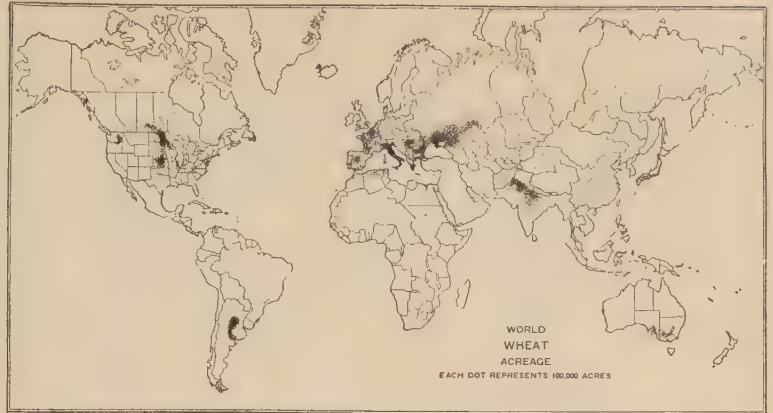 WORLD
WHEAT
ACREAGE
EACH DOT REPRESENTS 100,000 ACRES